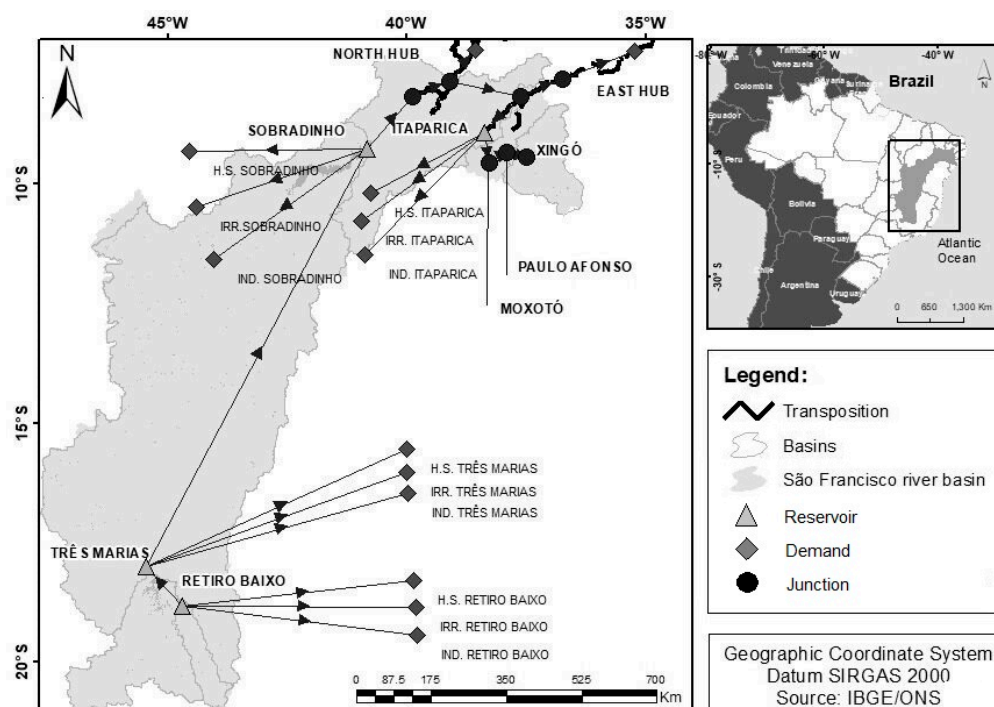 45°W
40°W
35°W
N
NORTH HUB
EAST HUB
SOBRADINHO
ITAPARICA
XINGÓ
H.S. SOBRADINHO
10°S
IRR.SOBRADINHO
H.S. ITAPARICA
IRR. ITAPARICA
IND. SOBRADINHO
IND. ITAPARICA
PAULO AFONSO
MOXOTÓ
15°S
H.S. TRÊS MARIAS
IRR. TRÊS MARIAS
IND. TRÊS MARIAS
TRÊS MARIAS
RETIRO BAIXO
H.S. RETIRO BAIXO
IRR. RETIRO BAIXO
IND. RETIRO BAIXO
20°S
0 87.5 175 350 525 700
Km
-40°W
N
Brazil
Venezuela
Colombia
Ecuador
Peru
-10°S
Bolivia
Paraguay
Chile
Argentina
Uruguay
-30°S
Atlantic
Ocean
0 650 1,300 Km
Legend:
Transposition
Basins
São Francisco river basin
Reservoir
Demand
Junction
Geographic Coordinate System
Datum SIRGAS 2000
Source: IBGE/ONS